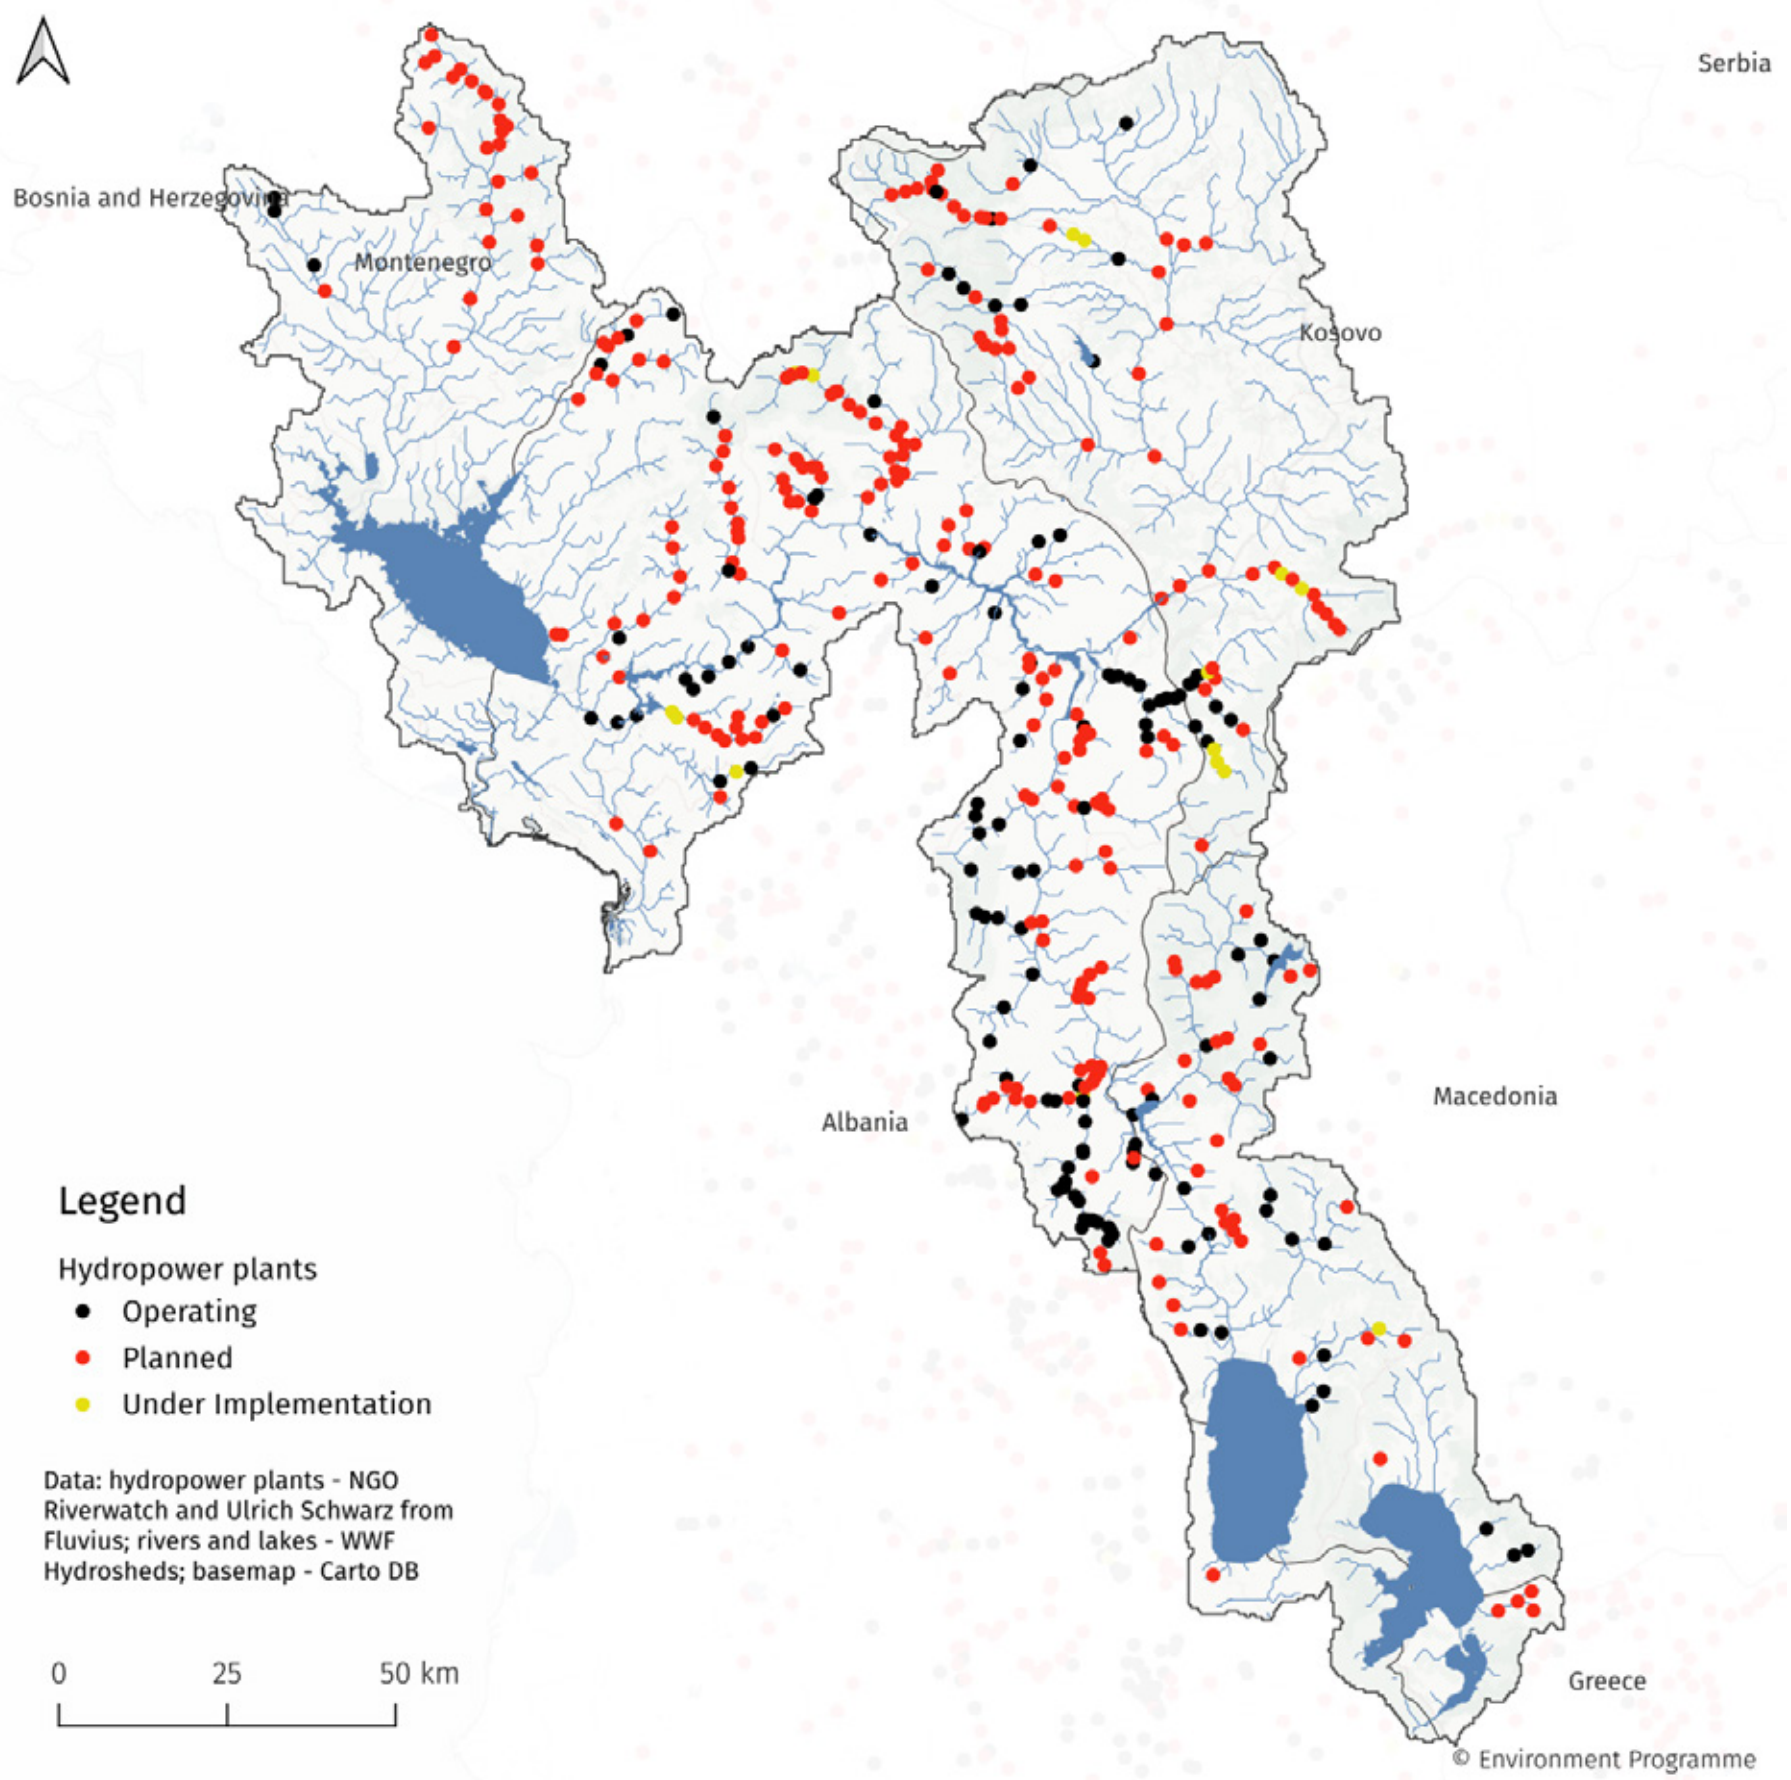 Serbia
Bosnia and Herzegovina
Montenegro
Kosovo
Macedonia
Albania
Legend
Hydropower plants
Operating
Planned
Under Implementation
Data: hydropower plants - NGO
Riverwatch and Ulrich Schwarz from
Fluvius; rivers and lakes - WWF
Hydrosheds; basemap - Carto DB
0 25 50 km
Greece
© Environment Programme